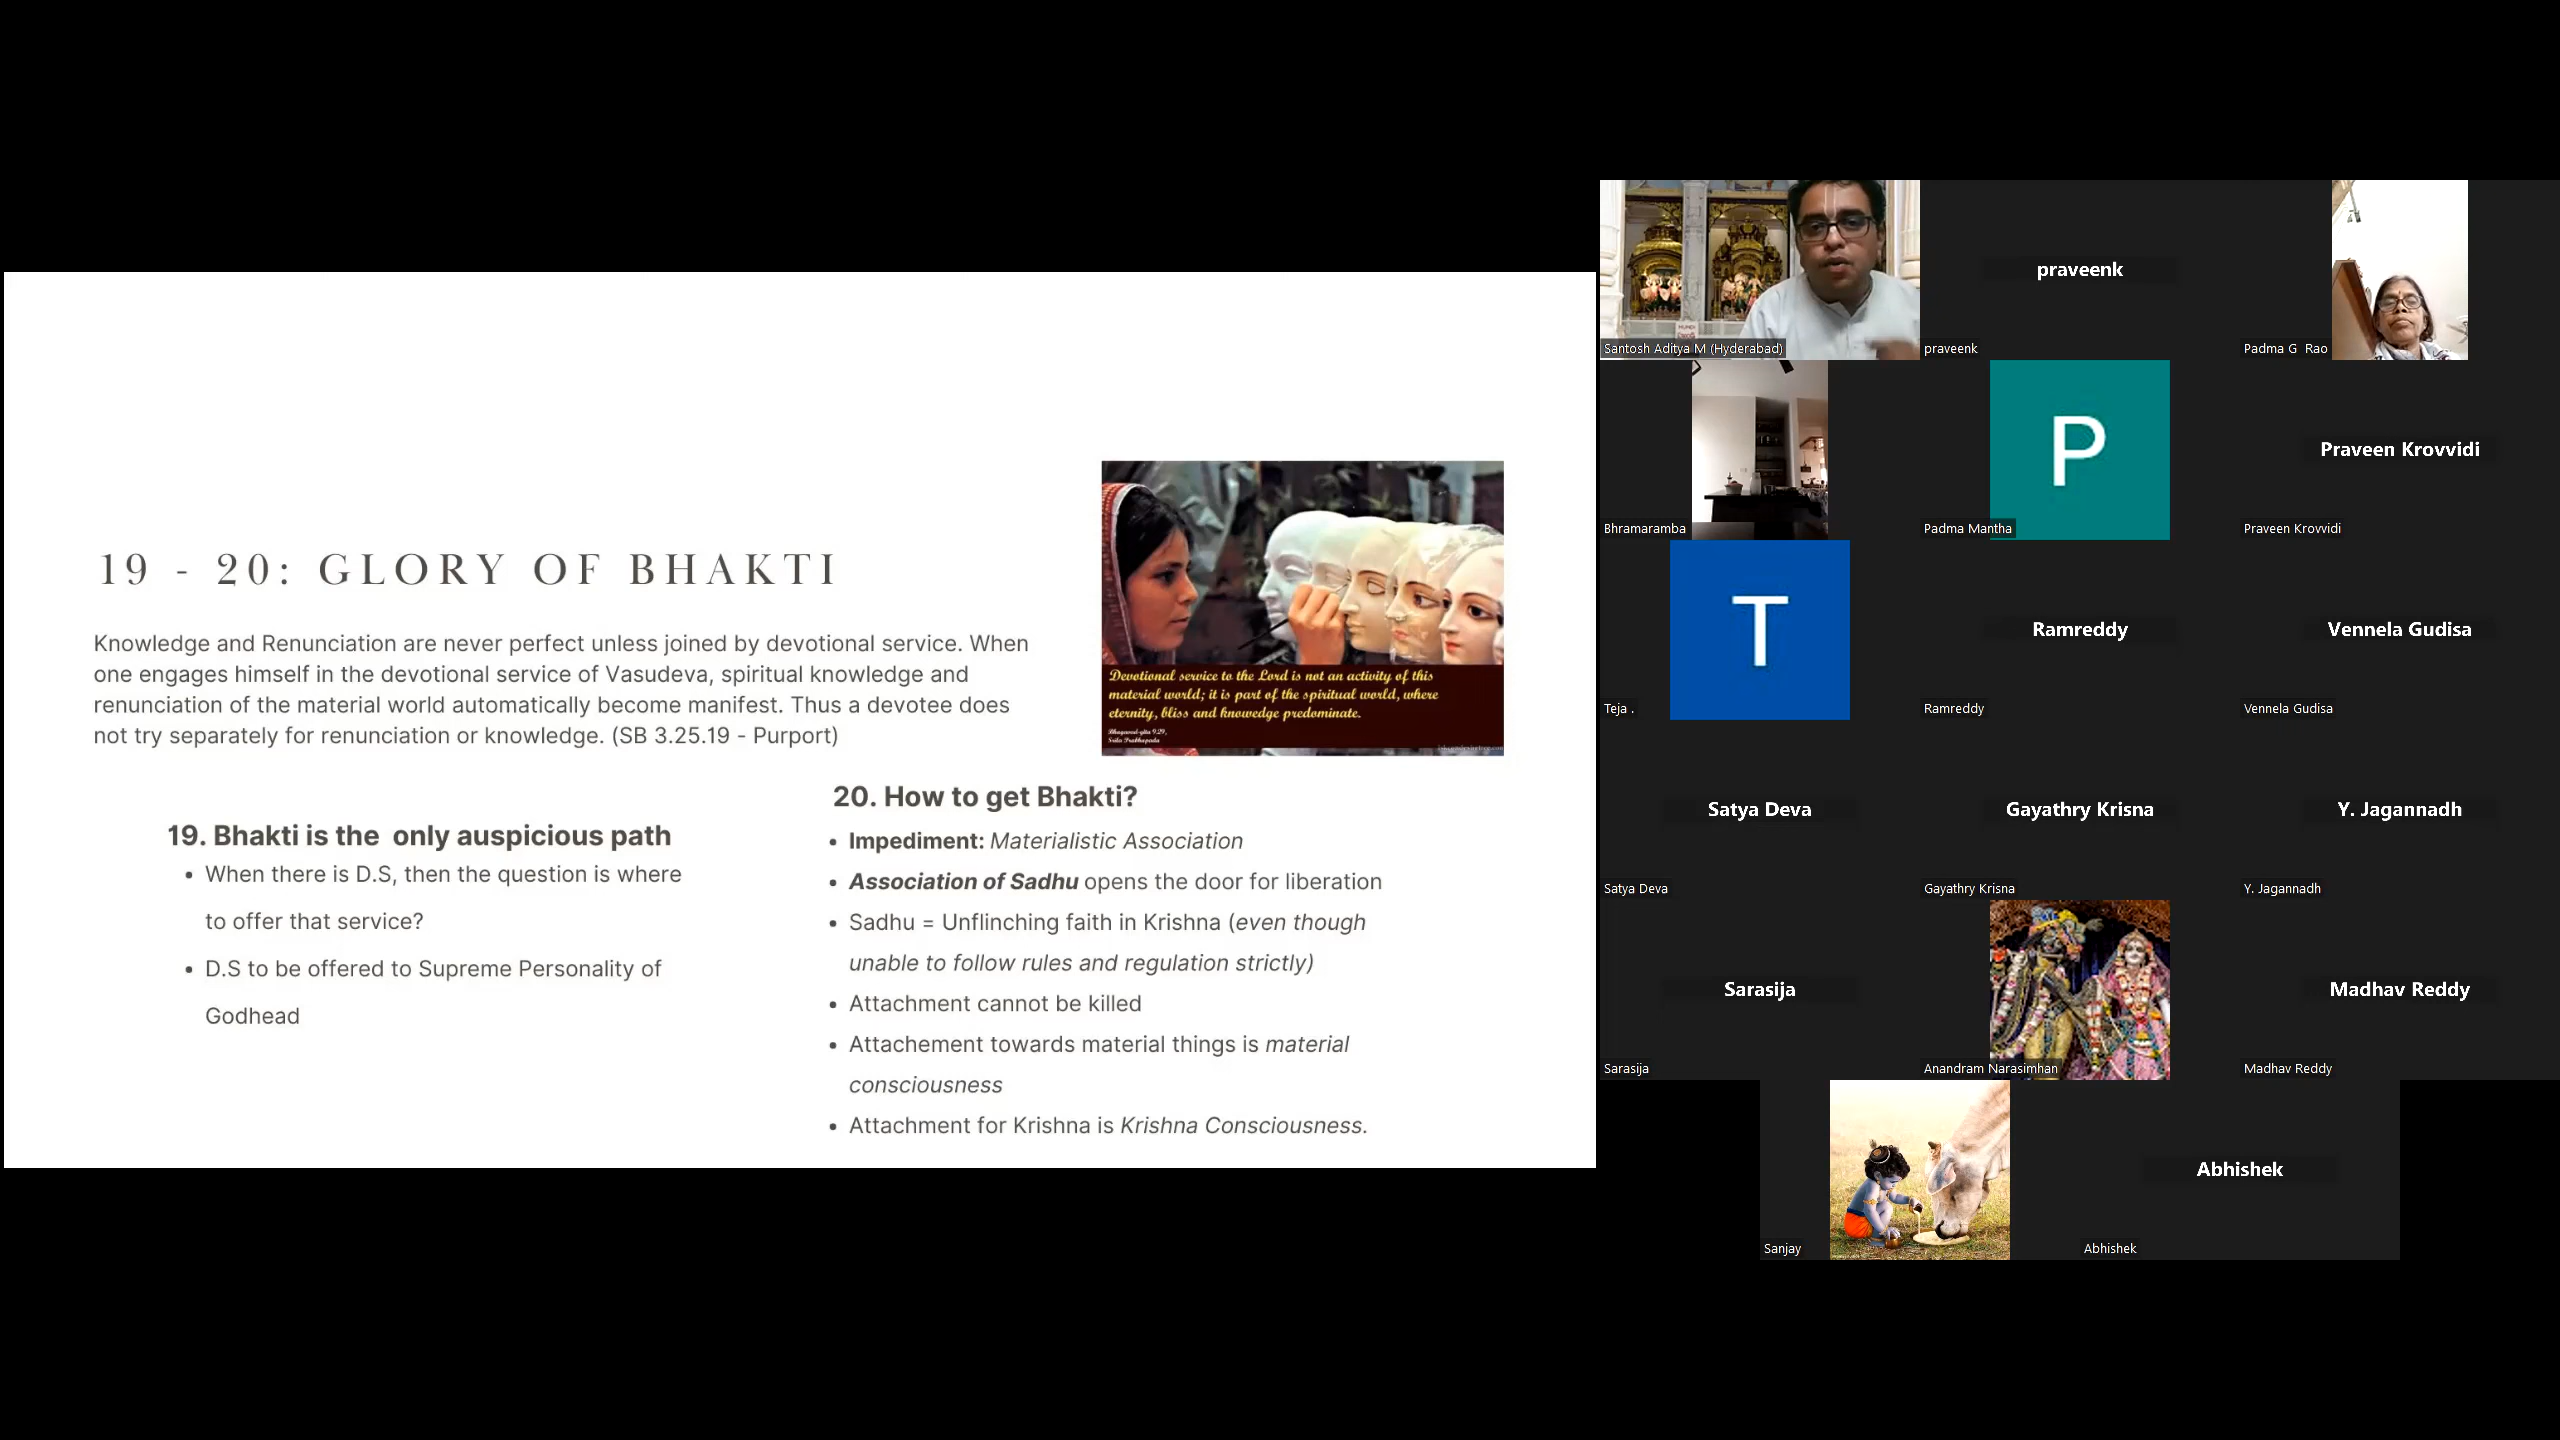 19 - 20: GLORY OF BHAKTI
Knowledge and Renunciation are never perfect unless joined by devotional service. When
one engages himself in the devotional service of Vasudeva, spiritual knowledge and
renunciation of the material world automatically become manifest. Thus a devotee does
not try separately for renunciation or knowledge. (SB 3.25.19 - Purport)
Devotional service to the Lord is not an activity of this
material world; it is part of the spiritual world, where
eternity, bliss and knowedge predominate.
Bhagavad-gita 9.29,
Srila Prabhupada
19. Bhakti is the only auspicious path
• When there is D.S, then the question is where
to offer that service?
• D.S to be offered to Supreme Personality of
Godhead
20. How to get Bhakti?
• Impediment: Materialistic Association
• Association of Sadhu opens the door for liberation
• Sadhu = Unflinching faith in Krishna (even though
unable to follow rules and regulation strictly)
• Attachment cannot be killed
• Attachement towards material things is material
consciousness
• Attachment for Krishna is Krishna Consciousness.
Santosh Aditya M (Hyderabad)
praveenk
praveenk
Padma G Rao
Bhramaramba
P
Padma Mantha
Praveen Krovvidi
Praveen Krovvidi
T
Teja .
Ramreddy
Ramreddy
Vennela Gudisa
Vennela Gudisa
Satya Deva
Satya Deva
Gayathry Krisna
Gayathry Krisna
Y. Jagannadh
Y. Jagannadh
Sarasija
Sarasija
Anandram Narasimhan
Madhav Reddy
Madhav Reddy
Sanjay
Abhishek
Abhishek